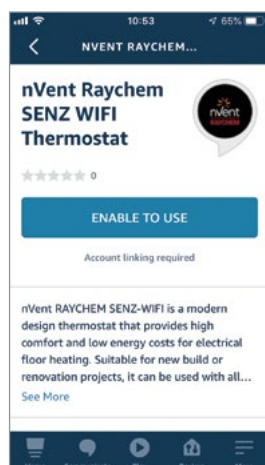 10:53
65%
NVENT RAYCHEM...
nVent Raychem
SENZ WIFI
Thermostat
nVent
RAYCHEM
0
ENABLE TO USE
Account linking required
nVent RAYCHEM SENZ-WIFI is a modern
design thermostat that provides high
comfort and low energy costs for electrical
floor heating. Suitable for new build or
renovation projects, it can be used with all...
See More